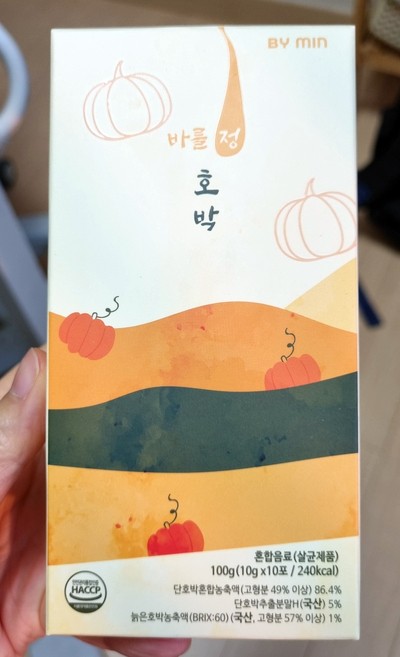 BY MIN
바를 정
호
박
혼합음료(살균제품)
100g(10g x10포 / 240kcal)
단호박혼합농축액(고형분 49% 이상) 86.4%
단호박추출분말H(국산) 5%
늙은호박농축액(BRIX:60) (국산, 고형분 57% 이상) 1%
HACCP